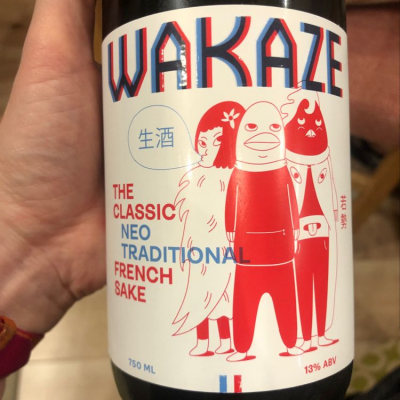 WAKAZE
生酒
THE
CLASSIC
NEO
TRADITIONAL
FRENCH
SAKE
750 ML
13% ABV